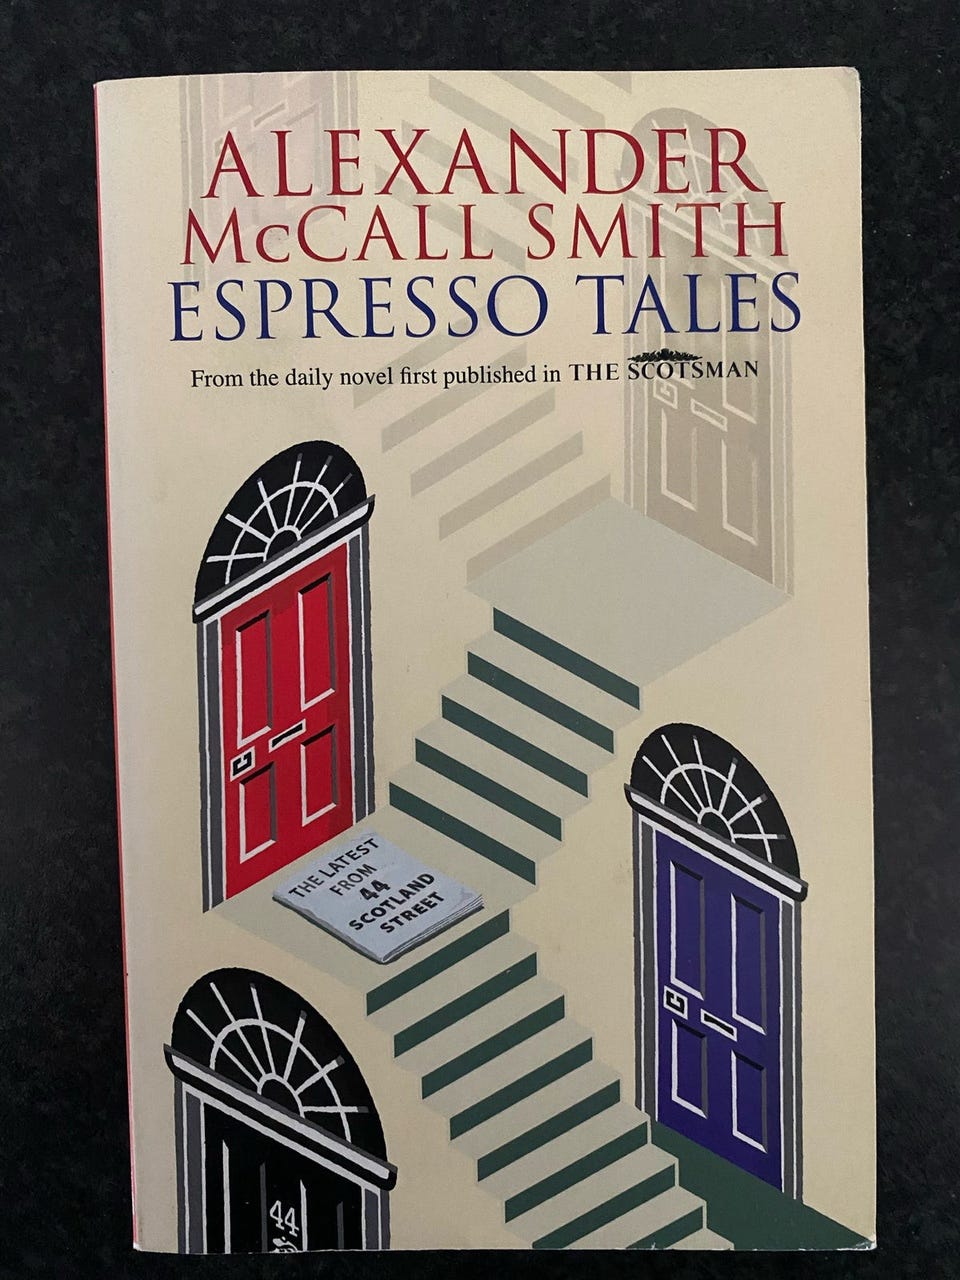 ALEXANDER
McCALL SMITH
ESPRESSO TALES
From the daily novel first published in THE SCOTSMAN
THE LATEST
FROM
44
SCOTLAND
STREET
44